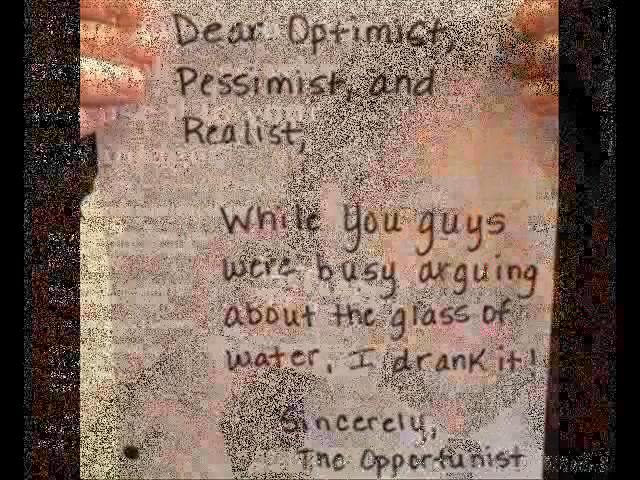 Dear Optimist,
Pessimist, and
Realist,
While you guys
were busy arguing
about the glass of
water, I drank it!
Sincerely,
The Opportunist